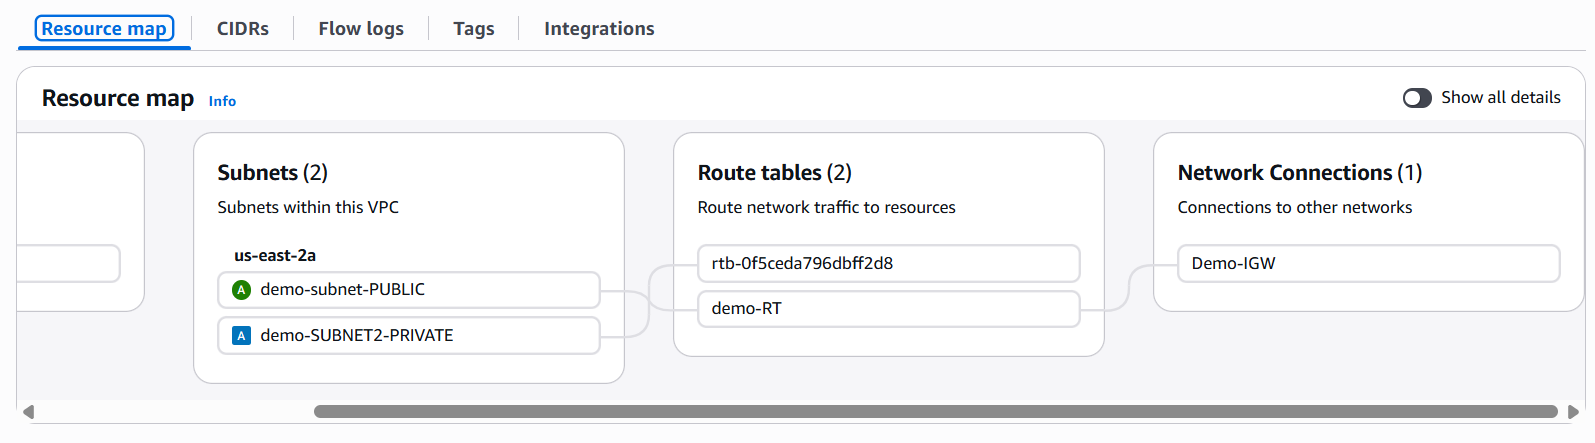 Resource map
CIDRs
Flow logs
Tags
Integrations
Resource map Info
Show all details
Subnets (2)
Subnets within this VPC
us-east-2a
A demo-subnet-PUBLIC
A demo-SUBNET2-PRIVATE
Route tables (2)
Route network traffic to resources
rtb-0f5ceda796dbff2d8
demo-RT
Network Connections (1)
Connections to other networks
Demo-IGW